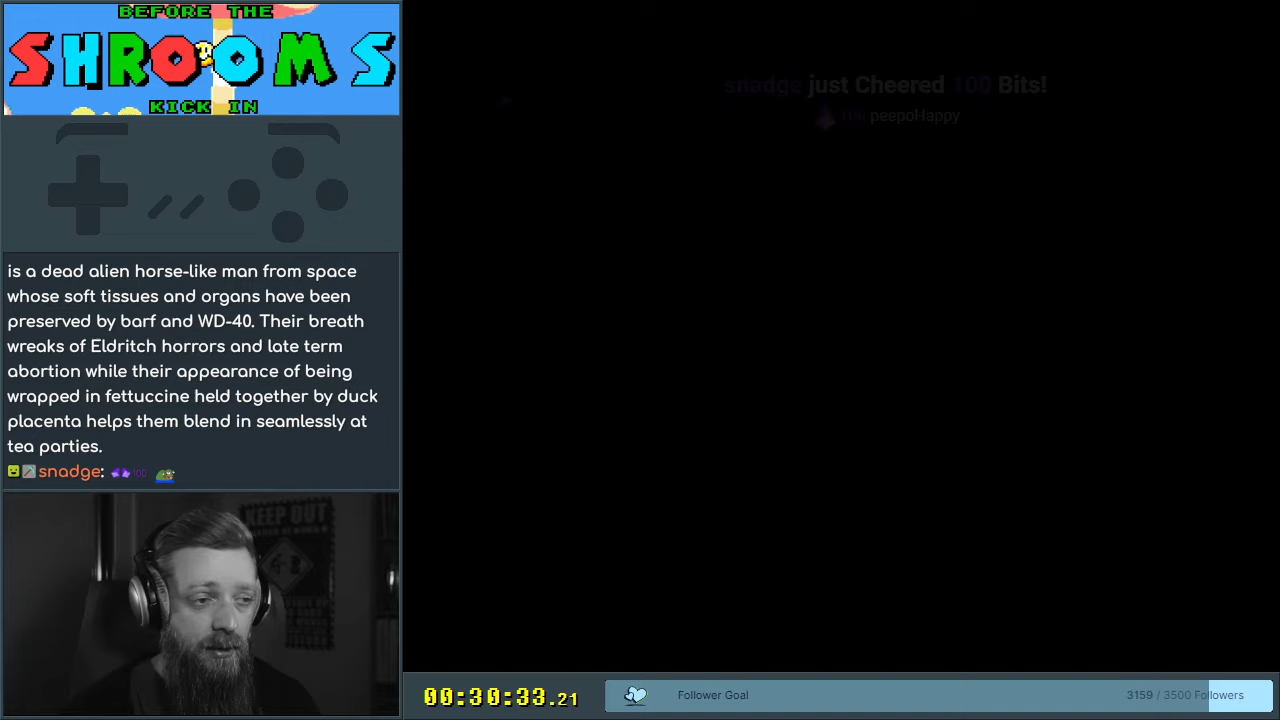 BEFORE THE
SHROOMS
KICK IN
snadge just Cheered 100 Bits!
100 peepoHappy
is a dead alien horse-like man from space
whose soft tissues and organs have been
preserved by barf and WD-40. Their breath
wreaks of Eldritch horrors and late term
abortion while their appearance of being
wrapped in fettuccine held together by duck
placenta helps them blend in seamlessly at
tea parties.
snadge: 100
KEEP OUT
00:30:33.21
Follower Goal
3159 / 3500 Followers